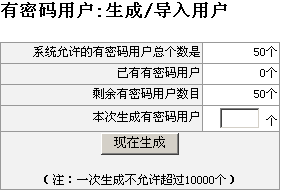 有密码用户:生成/导入用户
系统允许的有密码用户总个数是 50个
已有有密码用户 0个
剩余有密码用户数目 50个
本次生成有密码用户 个
现在生成
(注:一次生成不允许超过10000个)